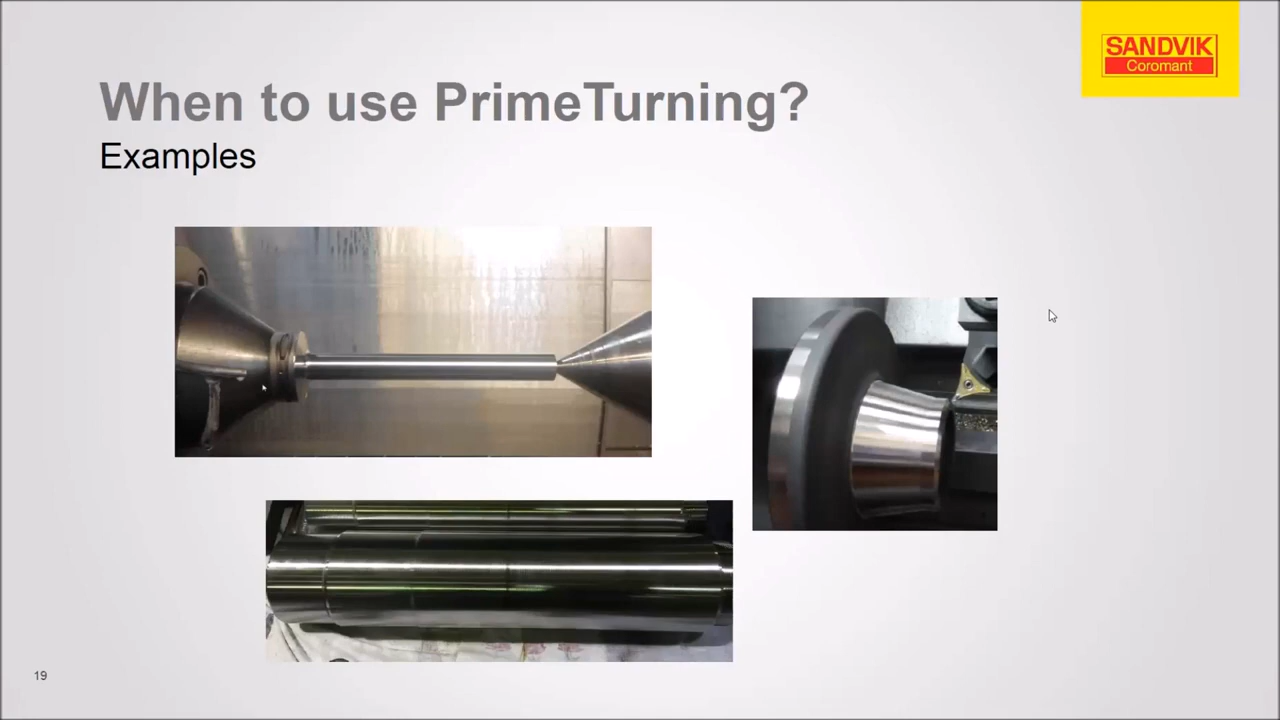 SANDVIK
Coromant
When to use PrimeTurning?
Examples
19